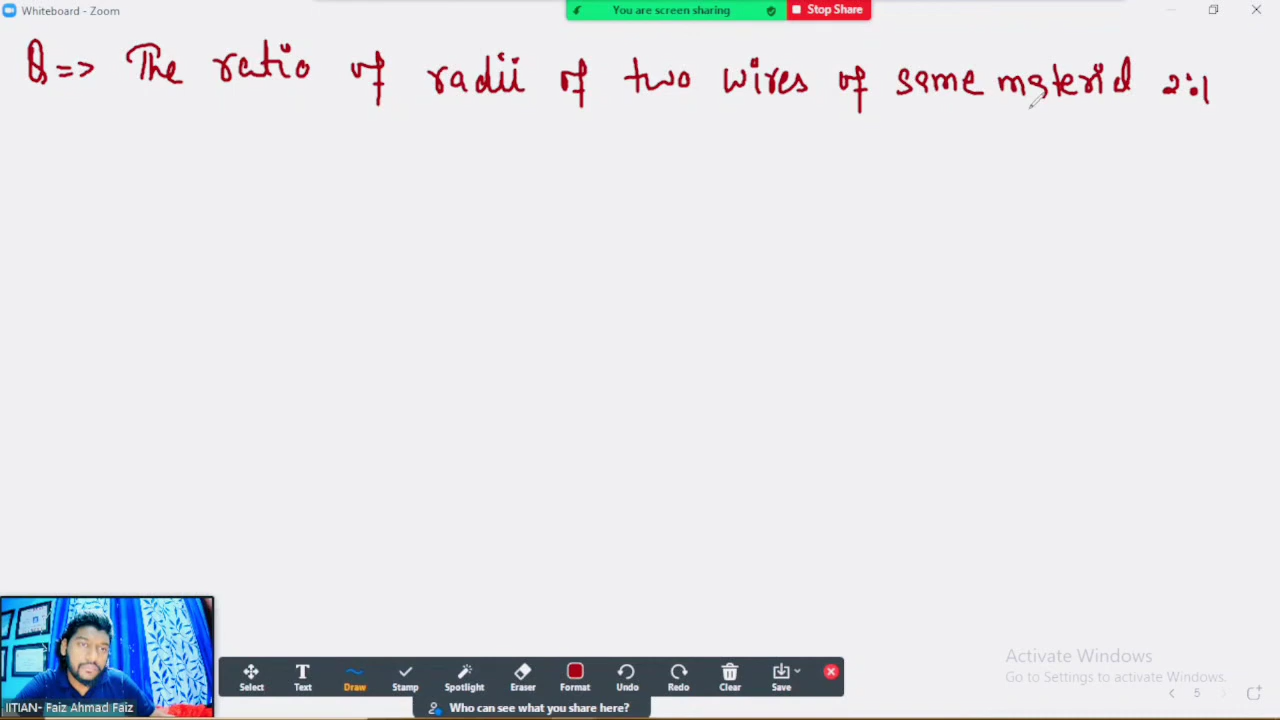 Whiteboard - Zoom
You are screen sharing
Stop Share
Q=> The ratio of radii of two wires of same material 2:1
Activate Windows
Go to Settings to activate Windows.
5
Select
Text
Draw
Stamp
Spotlight
Eraser
Format
Undo
Redo
Clear
Save
Who can see what you share here?
IITIAN- Faiz Ahmad Faiz